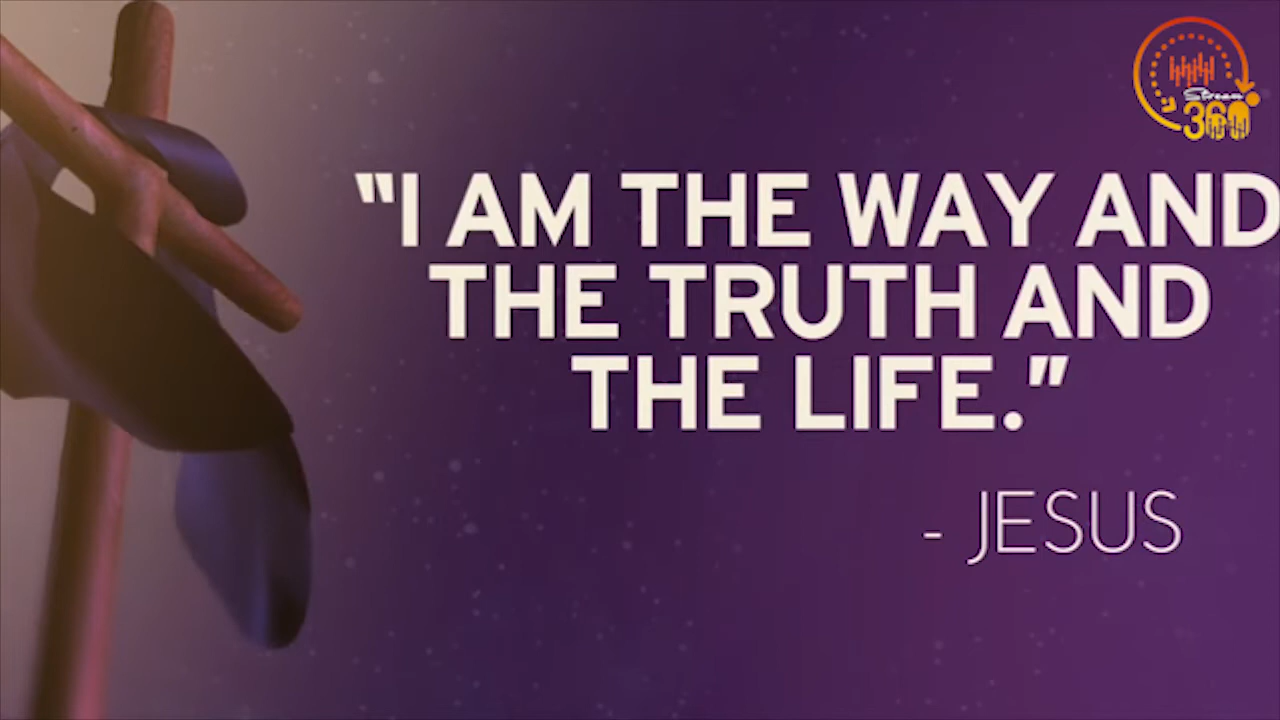 Stream
360
"I AM THE WAY AND
THE TRUTH AND
THE LIFE."
- JESUS